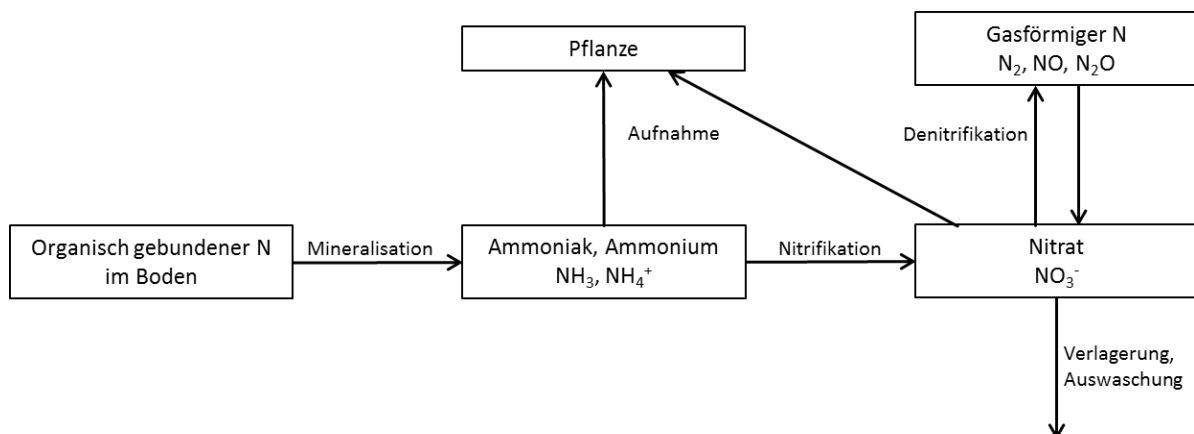 Pflanze
Gasförmiger N
N₂, NO, N₂O
Aufnahme
Denitrifikation
Organisch gebundener N
im Boden
Mineralisation
Ammoniak, Ammonium
NH₃, NH₄⁺
Nitrifikation
Nitrat
NO₃⁻
Verlagerung,
Auswaschung